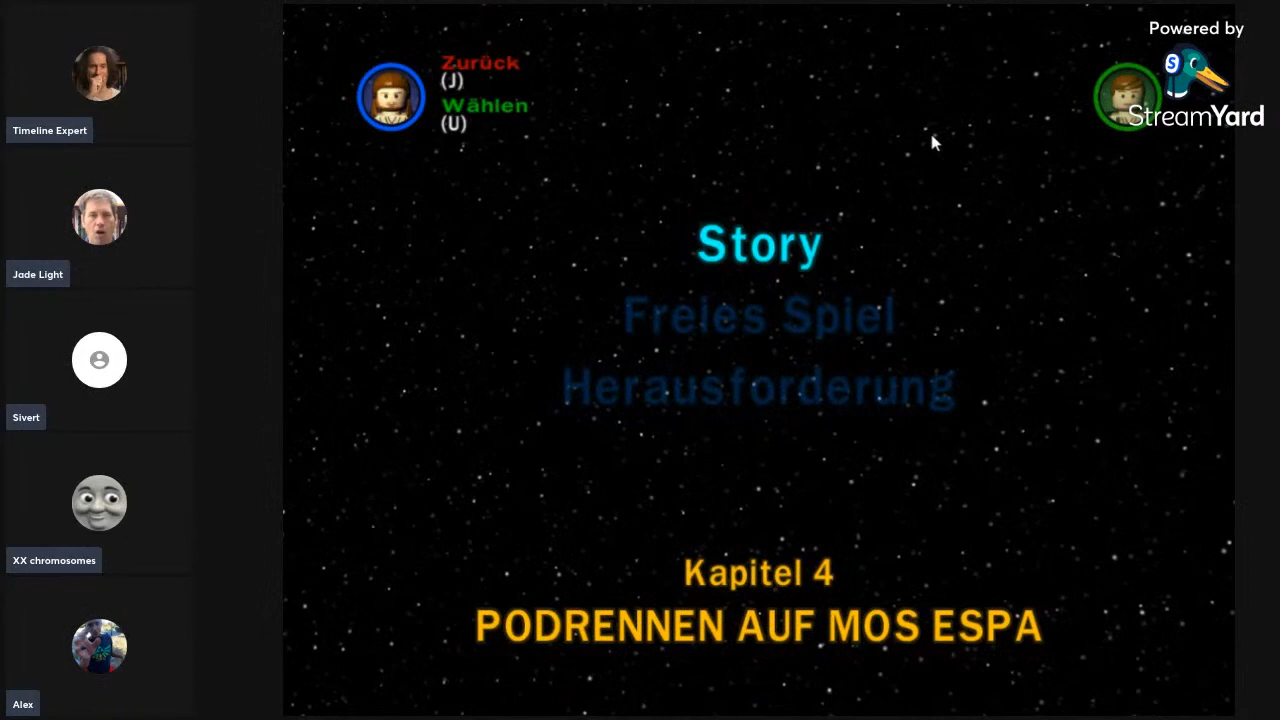 Powered by
StreamYard
Zurück
(J)
Wählen
(U)
Timeline Expert
Jade Light
Sivert
XX chromosomes
Alex
Story
Freies Spiel
Herausforderung
Kapitel 4
PODRENNEN AUF MOS ESPA